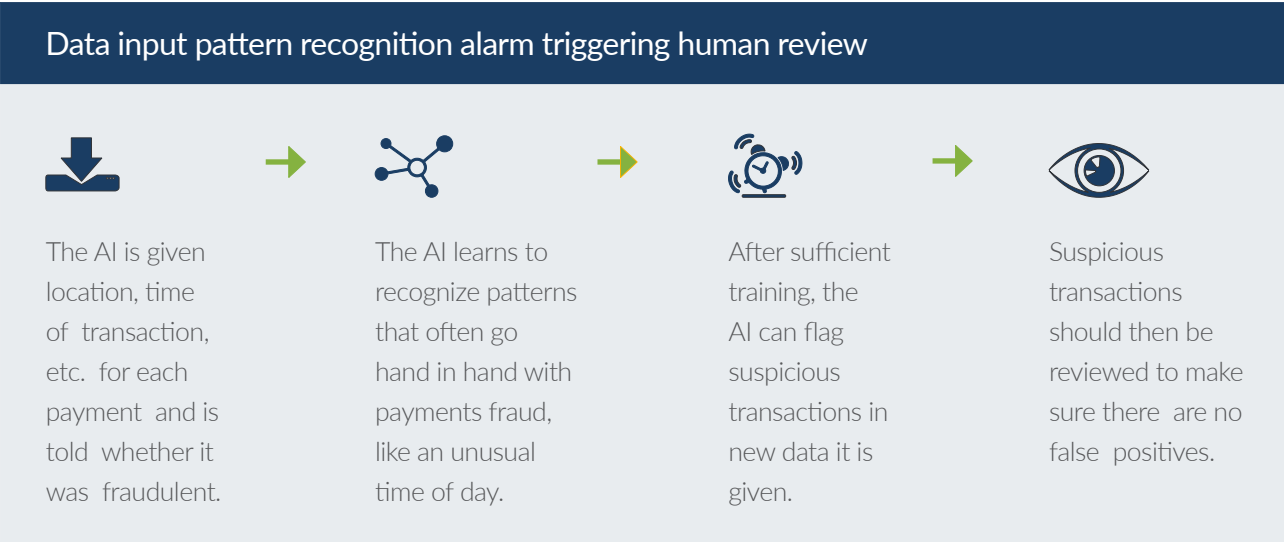 Data input pattern recognition alarm triggering human review
The AI is given
location, time
of transaction,
etc. for each
payment and is
told whether it
was fraudulent.
The AI learns to
recognize patterns
that often go
hand in hand with
payments fraud,
like an unusual
time of day.
After sufficient
training, the
AI can flag
suspicious
transactions in
new data it is
given.
Suspicious
transactions
should then be
reviewed to make
sure there are no
false positives.